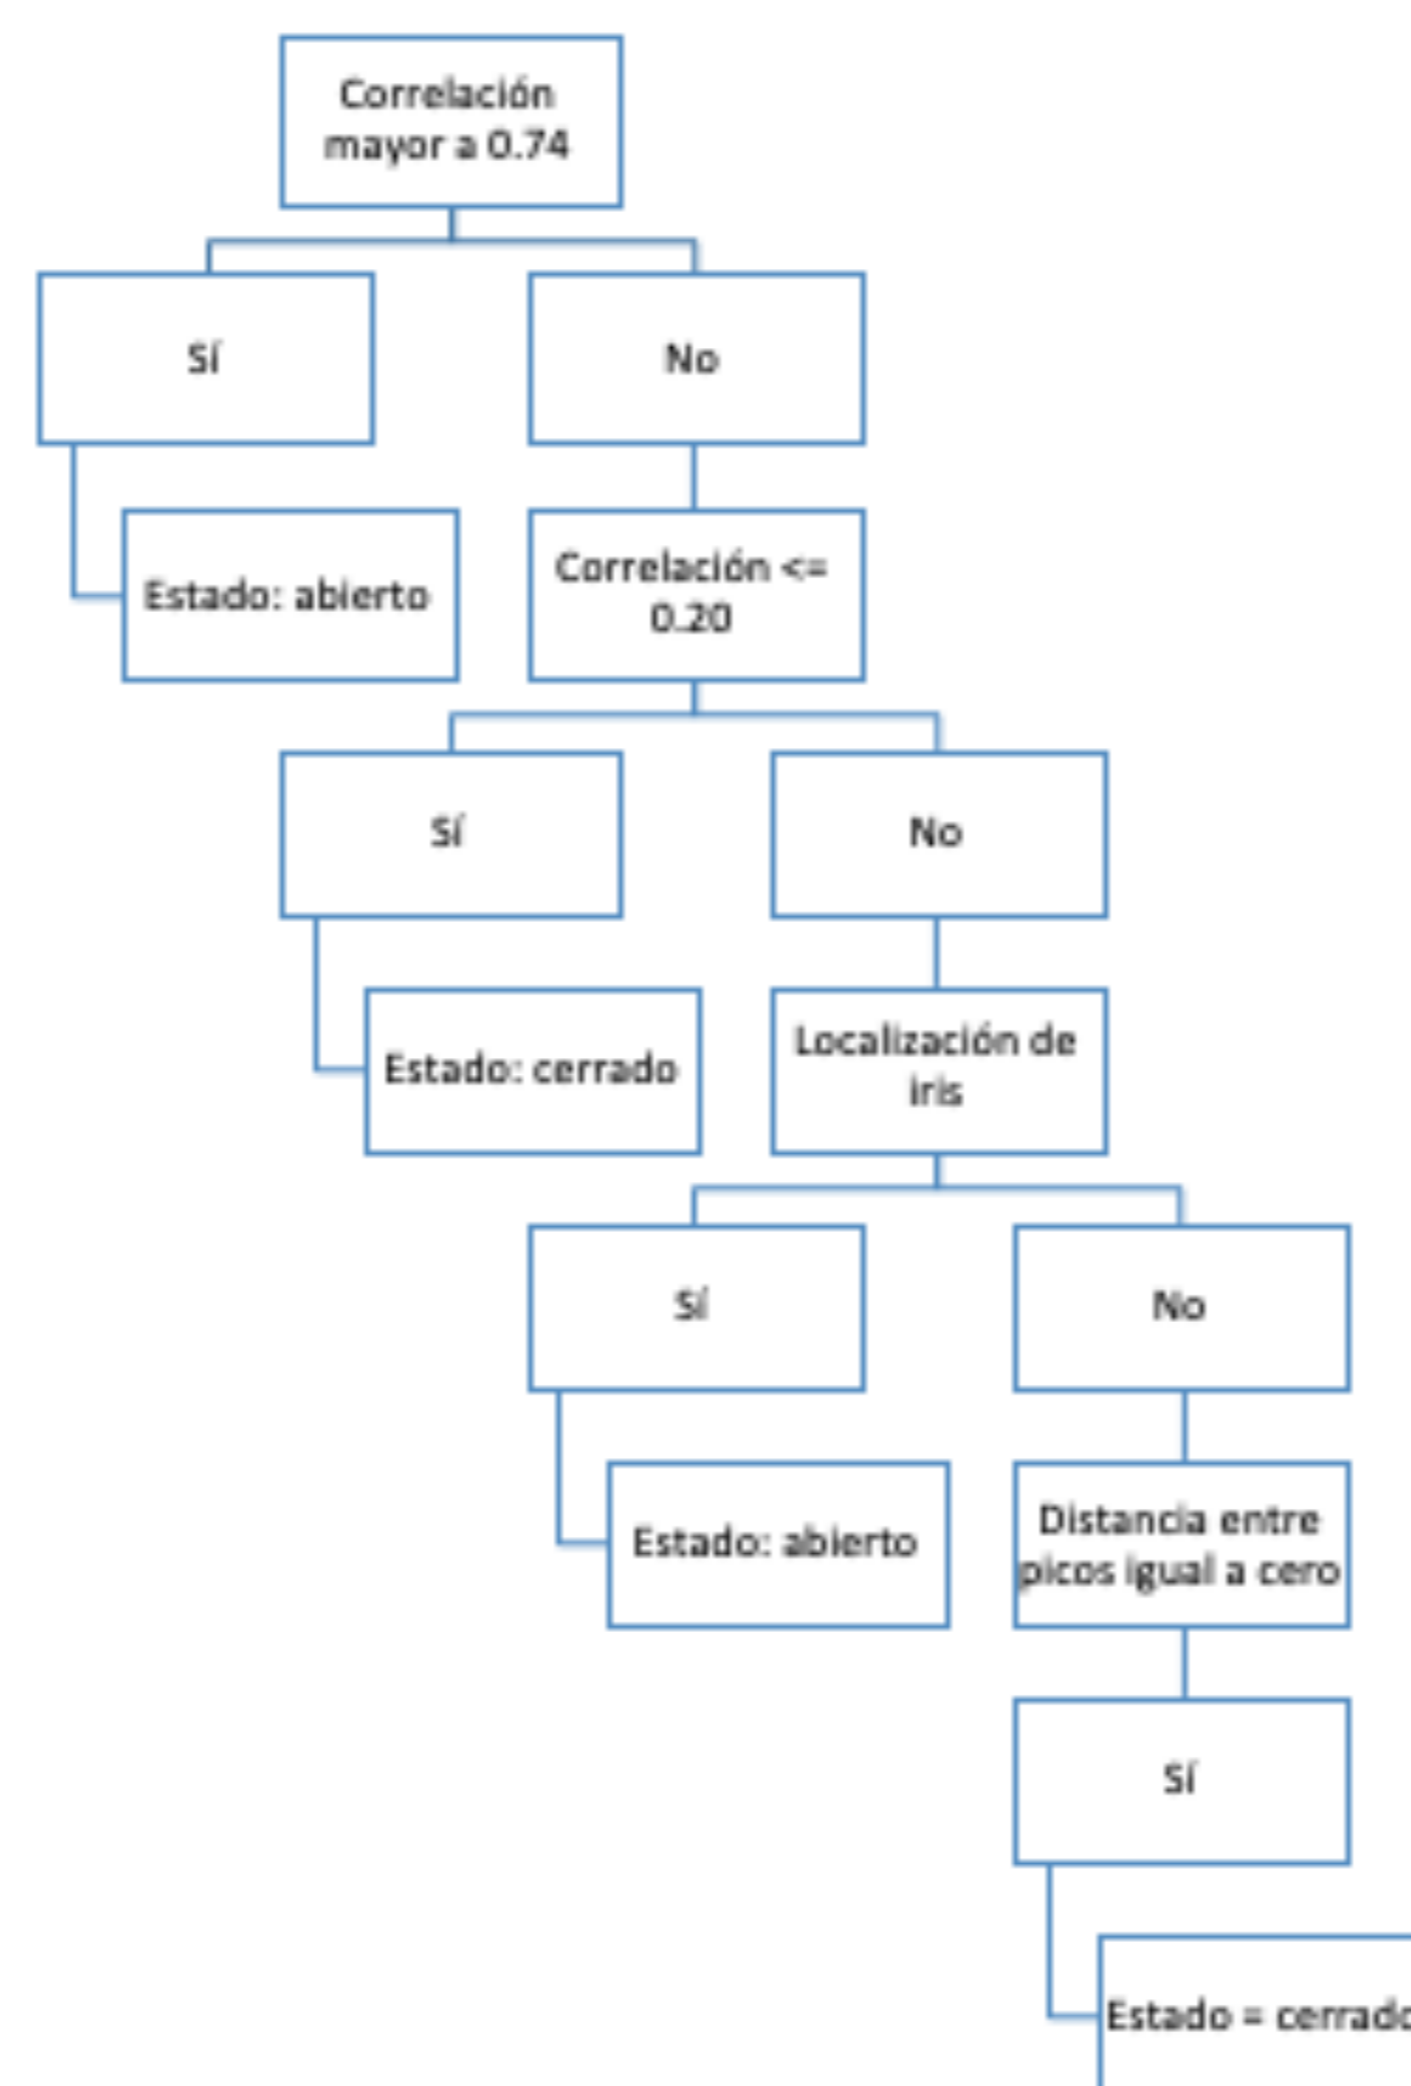 Correlación
mayor a 0.74
Sí
No
Estado: abierto
Correlación <=
0.20
Sí
No
Estado: cerrado
Localización de
iris
Sí
No
Estado: abierto
Distancia entre
picos igual a cero
Sí
Estado = cerrado